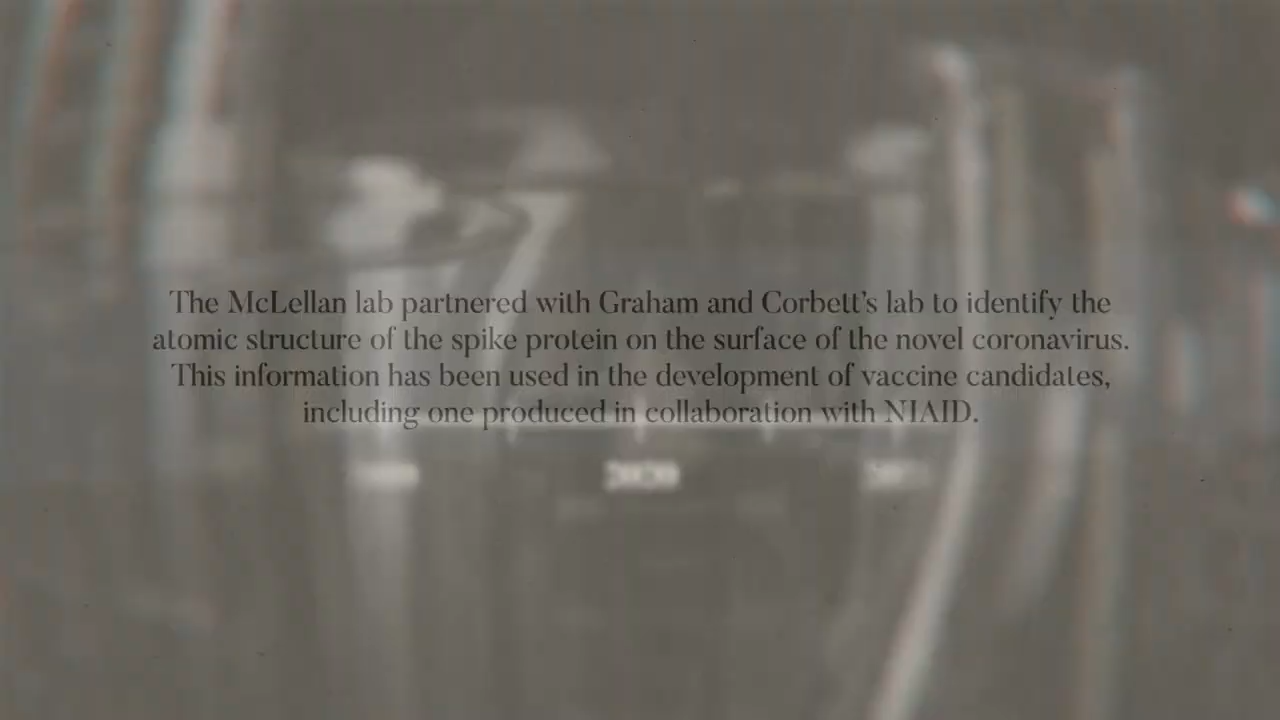 The McLellan lab partnered with Graham and Corbett's lab to identify the
atomic structure of the spike protein on the surface of the novel coronavirus.
This information has been used in the development of vaccine candidates,
including one produced in collaboration with NIAID.
2020